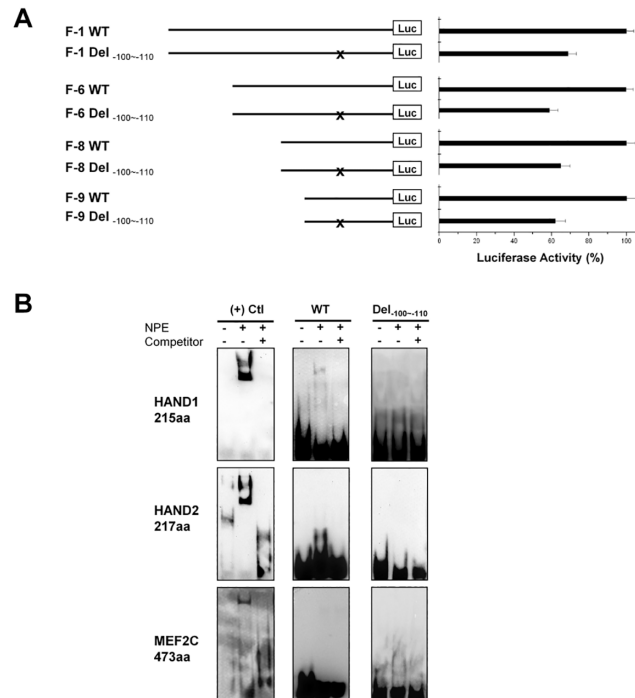 A
F-1 WT Luc
F-1 Del -100~-110 x Luc
F-6 WT Luc
F-6 Del -100~-110 x Luc
F-8 WT Luc
F-8 Del -100~-110 x Luc
F-9 WT Luc
F-9 Del -100~-110 x Luc
0 20 40 60 80 100
Luciferase Activity (%)
B
(+) Ctl WT Del-100~-110
NPE - + + - + + - + +
Competitor - - + - - + - - +
HAND1
215aa
HAND2
217aa
MEF2C
473aa